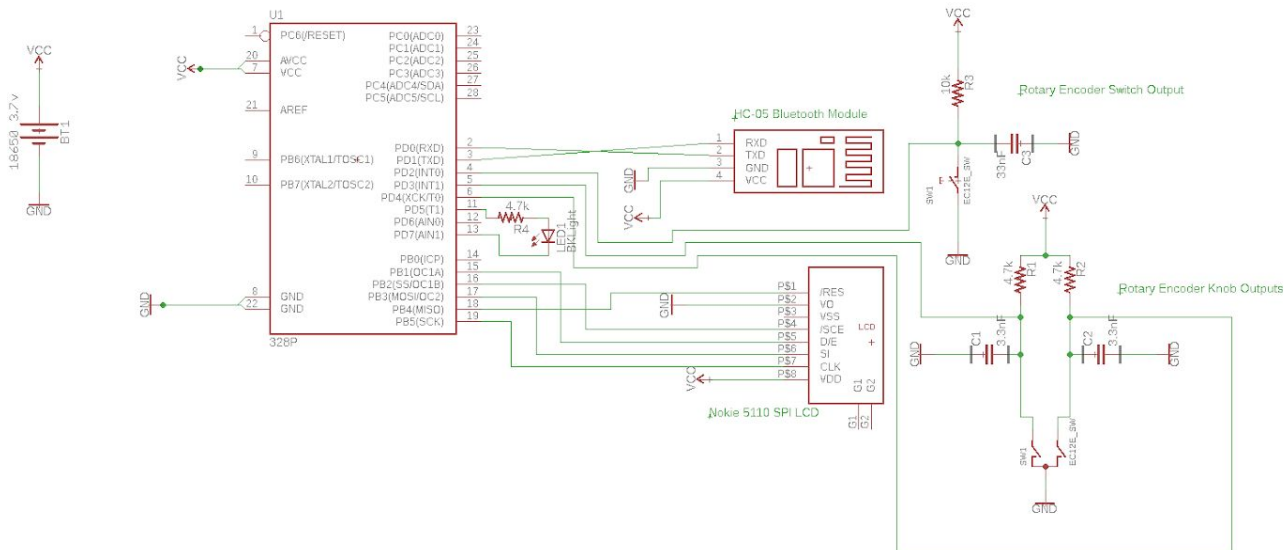 VCC
18650 3.7v
BT1
GND
U1
1 PC6(/RESET)
20 AVCC
7 VCC
VCC
21 AREF
9 PB6(XTAL1/TOSC1)
10 PB7(XTAL2/TOSC2)
8 GND
22 GND
GND
328P
PC0(ADC0) 23
PC1(ADC1) 24
PC2(ADC2) 25
PC3(ADC3) 26
PC4(ADC4/SDA) 27
PC5(ADC5/SCL) 28
PD0(RXD) 2
PD1(TXD) 3
PD2(INT0) 4
PD3(INT1) 5
PD4(XCK/T0) 6
PD5(T1) 11
PD6(AIN0) 12
PD7(AIN1) 13
PB0(ICP) 14
PB1(OC1A) 15
PB2(SS/OC1B) 16
PB3(MOSI/OC2) 17
PB4(MISO) 18
PB5(SCK) 19
4.7k
R4
LED1
BKLight
HC-05 Bluetooth Module
1 RXD
2 TXD
3 GND
4 VCC
GND
VCC
P$1 /RES
P$2 VO
P$3 VSS
P$4 /SCE
P$5 D/E
P$6 SI
P$7 CLK
P$8 VDD
LCD
G1
G2
G1
G2
GND
VCC
Nokie 5110 SPI LCD
VCC
10k
R3
Rotary Encoder Switch Output
33nF
C3
GND
SW1
EC12E_SW
GND
VCC
4.7k
R1
4.7k
R2
Rotary Encoder Knob Outputs
GND
C1
3.3nF
C2
3.3nF
GND
SW1
EC12E_SW
GND